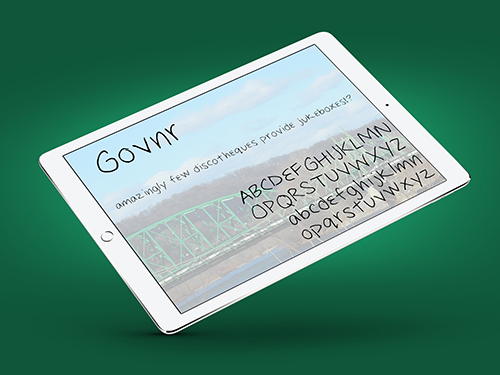 Govnr
amazingly few discotheques provide jukeboxes!?
ABCDEFGHIJKLMN
OPQRSTUVWXYZ
abcdefghijklmn
opqrstuvwxyz